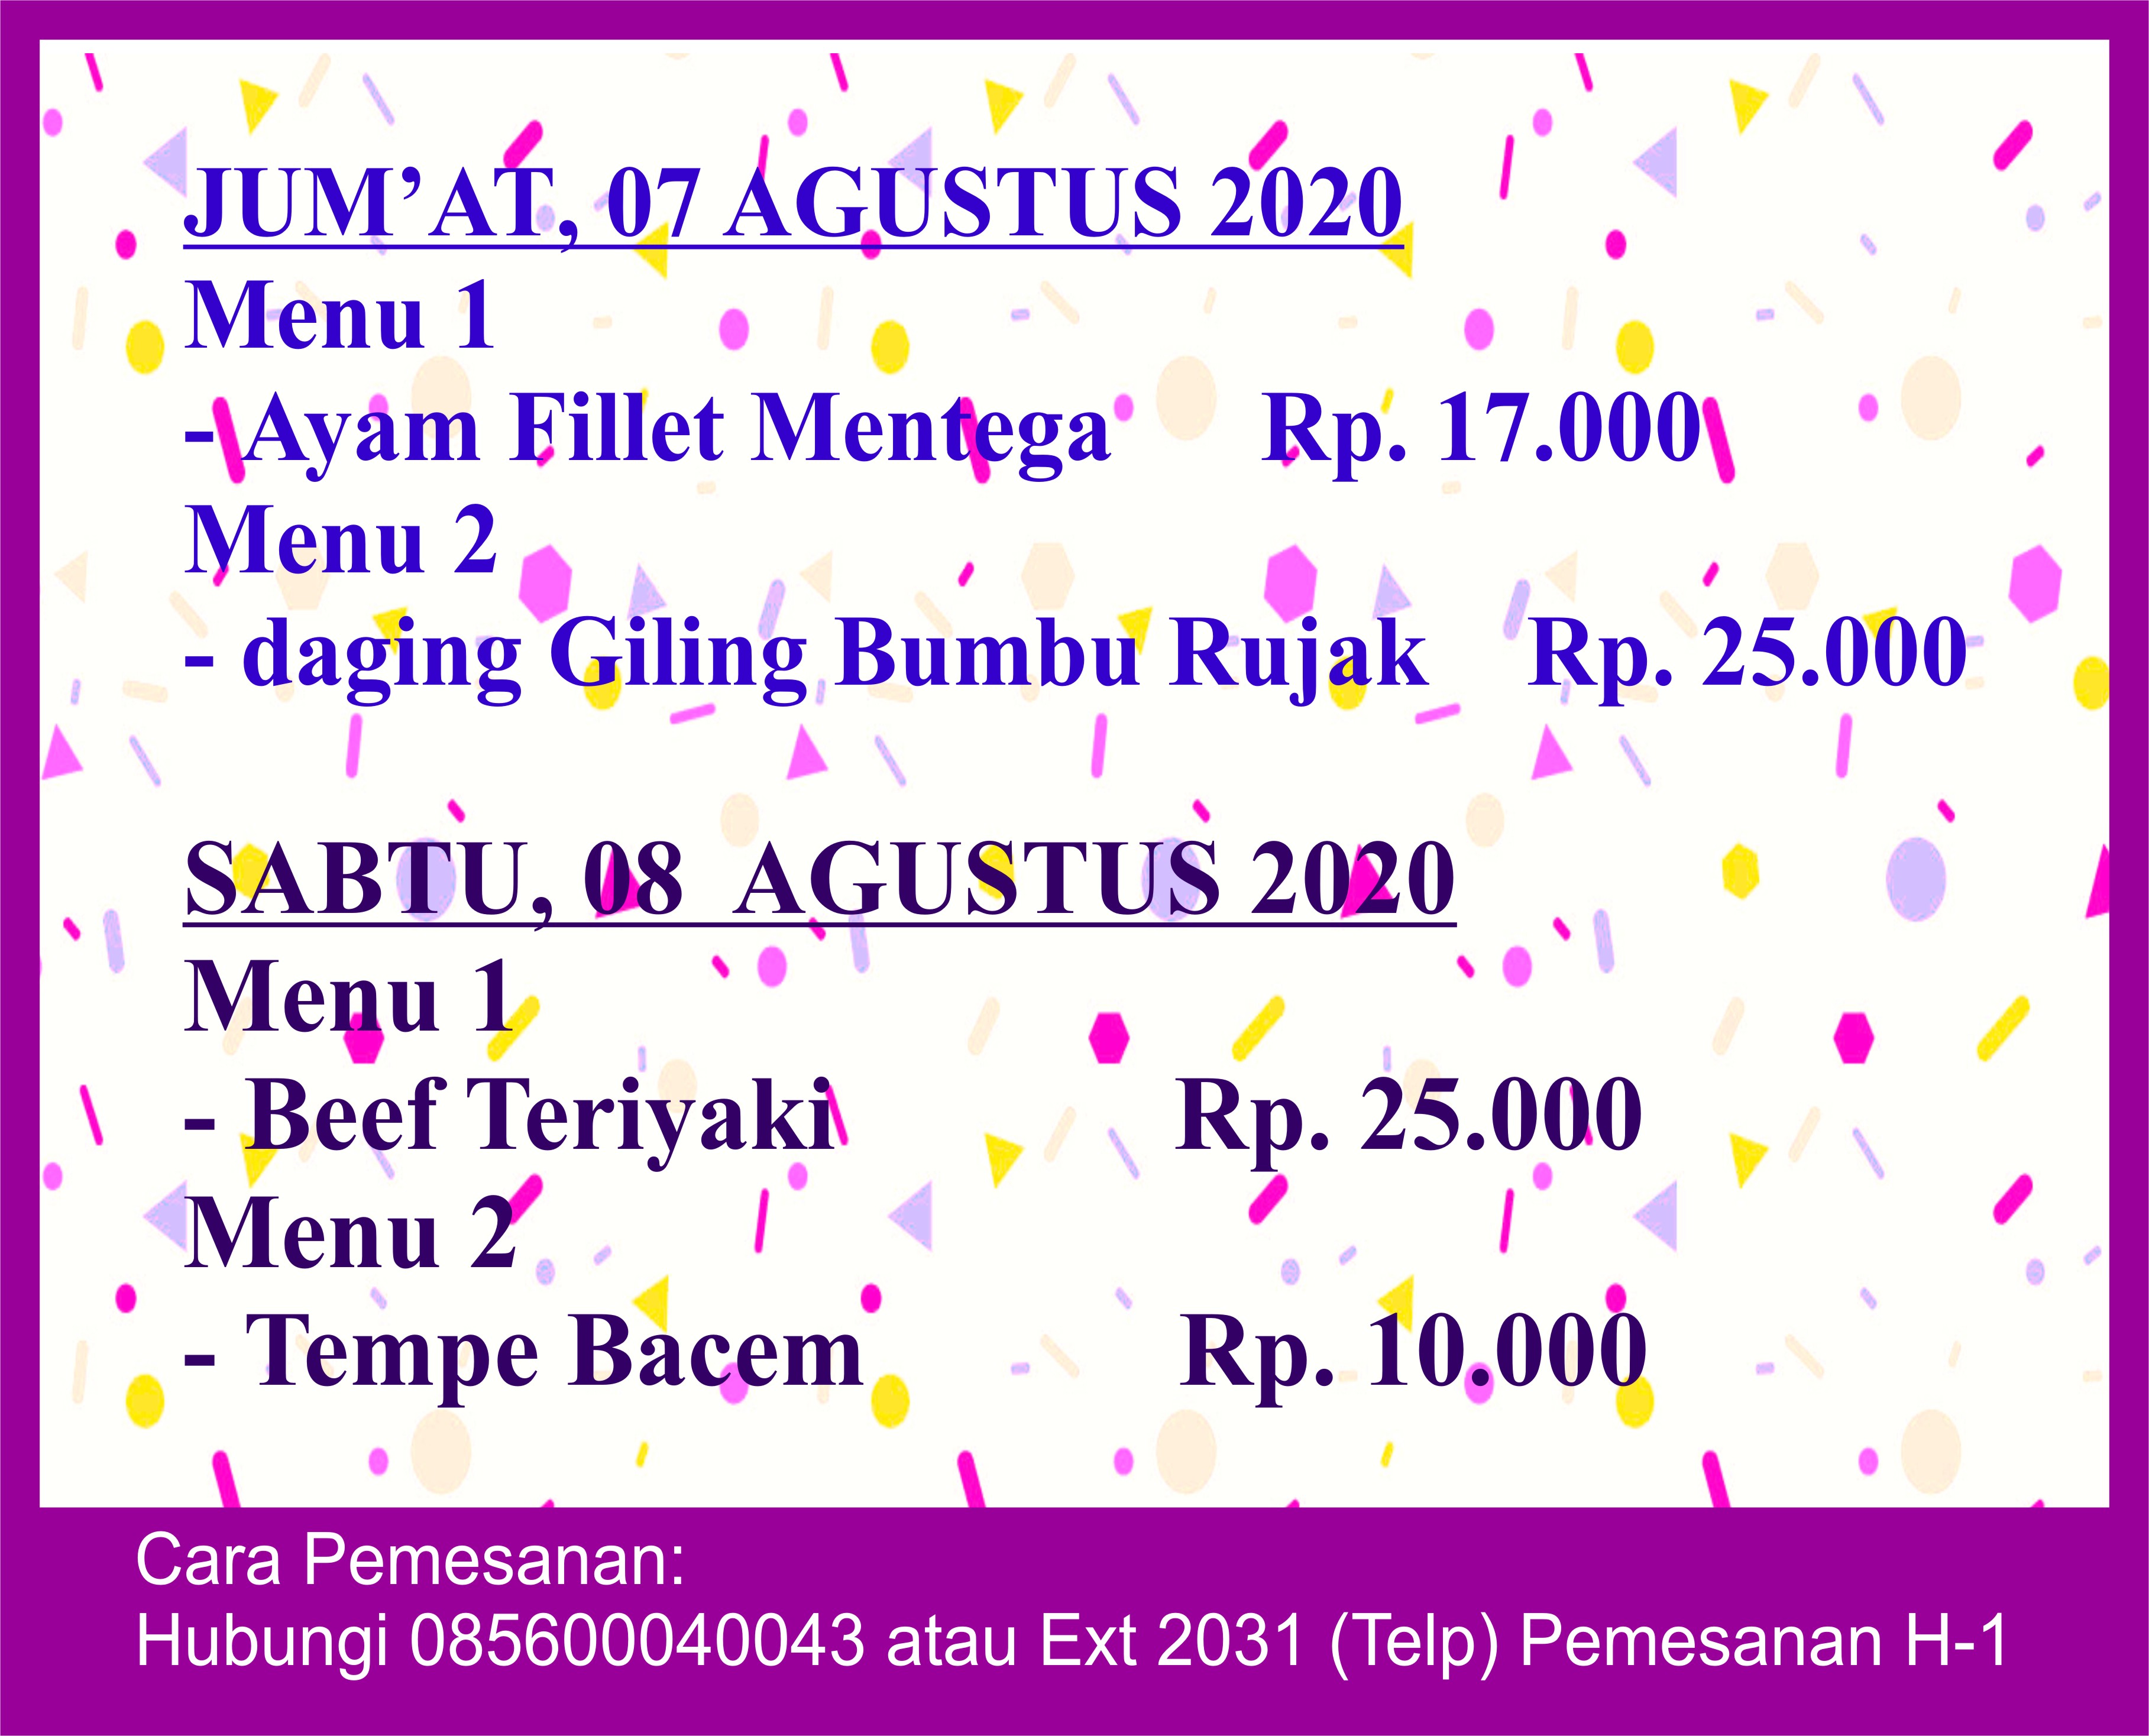 JUM’AT, 07 AGUSTUS 2020
Menu 1
- Ayam Fillet Mentega Rp. 17.000
Menu 2
- daging Giling Bumbu Rujak Rp. 25.000
SABTU, 08 AGUSTUS 2020
Menu 1
- Beef Teriyaki Rp. 25.000
Menu 2
- Tempe Bacem Rp. 10.000
Cara Pemesanan:
Hubungi 085600040043 atau Ext 2031 (Telp) Pemesanan H-1